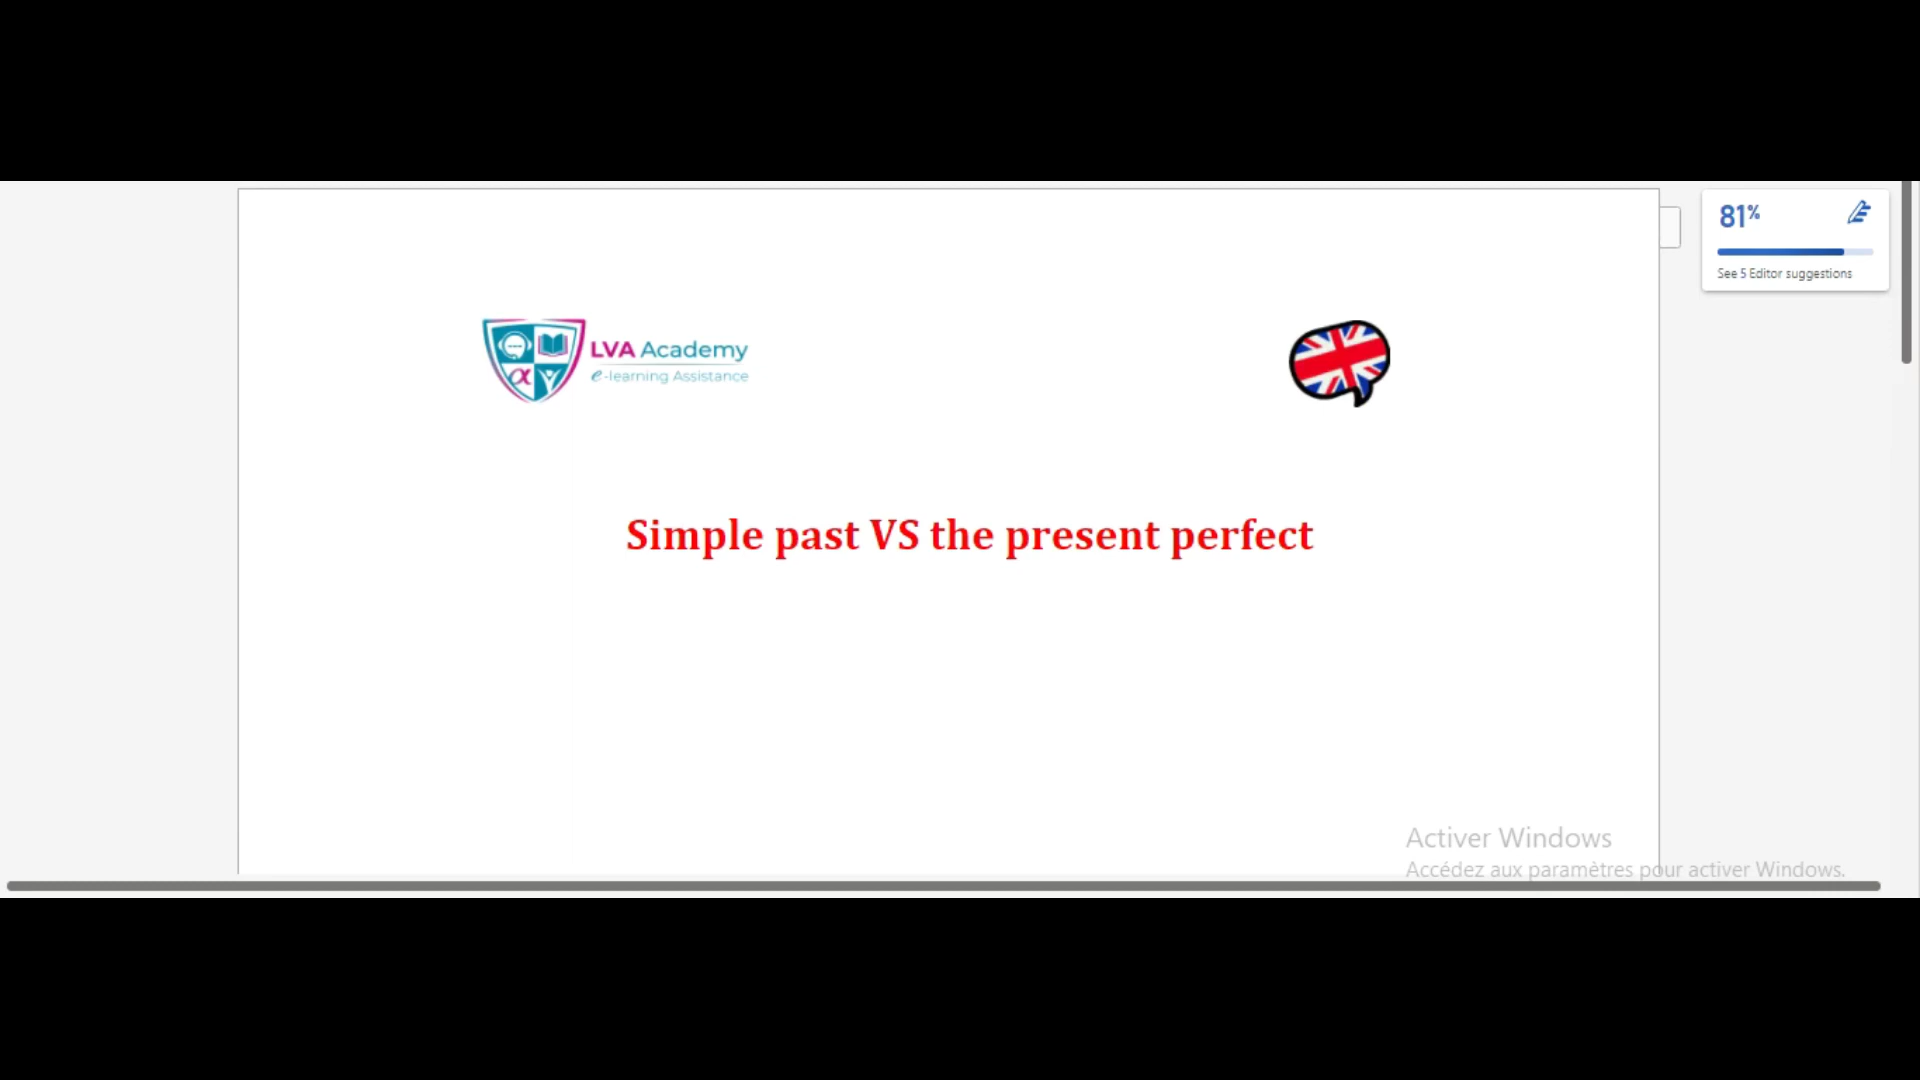 81%
See 5 Editor suggestions
LVA Academy
e-learning Assistance
Simple past VS the present perfect
Activer Windows
Accédez aux paramètres pour activer Windows.